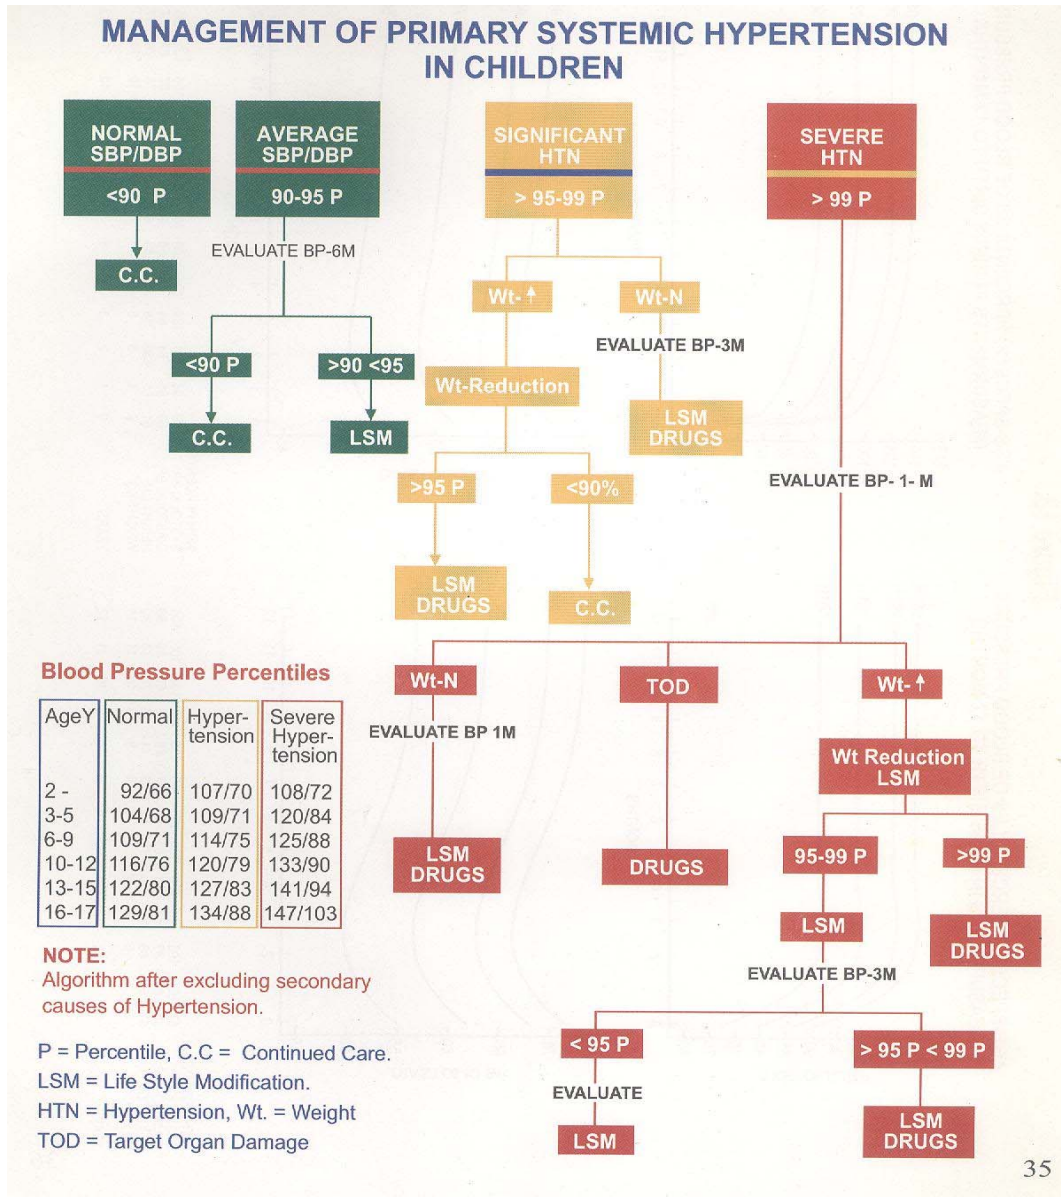 MANAGEMENT OF PRIMARY SYSTEMIC HYPERTENSION
IN CHILDREN
NORMAL
SBP/DBP
<90 P
AVERAGE
SBP/DBP
90-95 P
SIGNIFICANT
HTN
> 95-99 P
SEVERE
HTN
> 99 P
EVALUATE BP-6M
C.C.
Wt-↑
Wt-N
EVALUATE BP-3M
<90 P
>90 <95
Wt-Reduction
C.C.
LSM
LSM
DRUGS
>95 P
<90%
EVALUATE BP- 1- M
LSM
DRUGS
C.C.
Wt-N
TOD
Wt-↑
EVALUATE BP 1M
Wt Reduction
LSM
LSM
DRUGS
DRUGS
95-99 P
>99 P
LSM
LSM
DRUGS
EVALUATE BP-3M
< 95 P
> 95 P < 99 P
EVALUATE
LSM
LSM
DRUGS
Blood Pressure Percentiles
AgeY Normal Hyper- Severe
tension Hyper-
tension
2 - 92/66 107/70 108/72
3-5 104/68 109/71 120/84
6-9 109/71 114/75 125/88
10-12 116/76 120/79 133/90
13-15 122/80 127/83 141/94
16-17 129/81 134/88 147/103
NOTE:
Algorithm after excluding secondary
causes of Hypertension.
P = Percentile, C.C = Continued Care.
LSM = Life Style Modification.
HTN = Hypertension, Wt. = Weight
TOD = Target Organ Damage
35